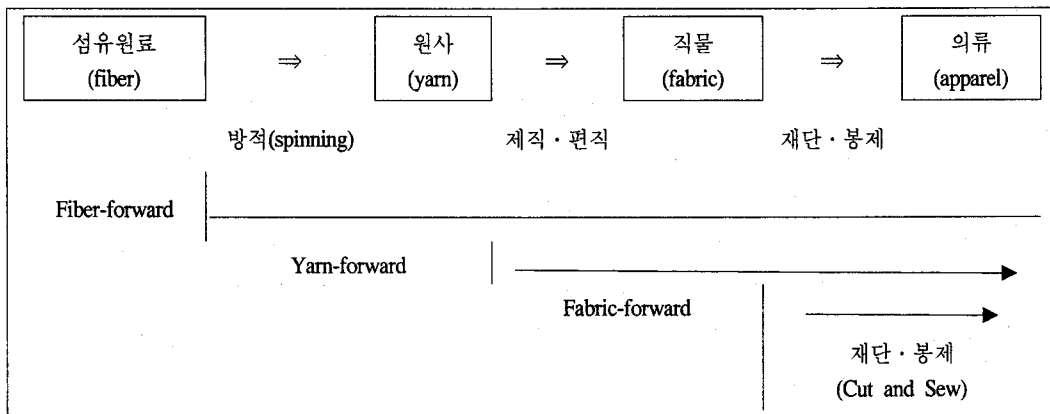 섬유원료 원사 직물 의류
(fiber) ⇒ (yarn) ⇒ (fabric) ⇒ (apparel)
방적(spinning) 제직 · 편직 재단 · 봉제
Fiber-forward
Yarn-forward
Fabric-forward
재단 · 봉제
(Cut and Sew)